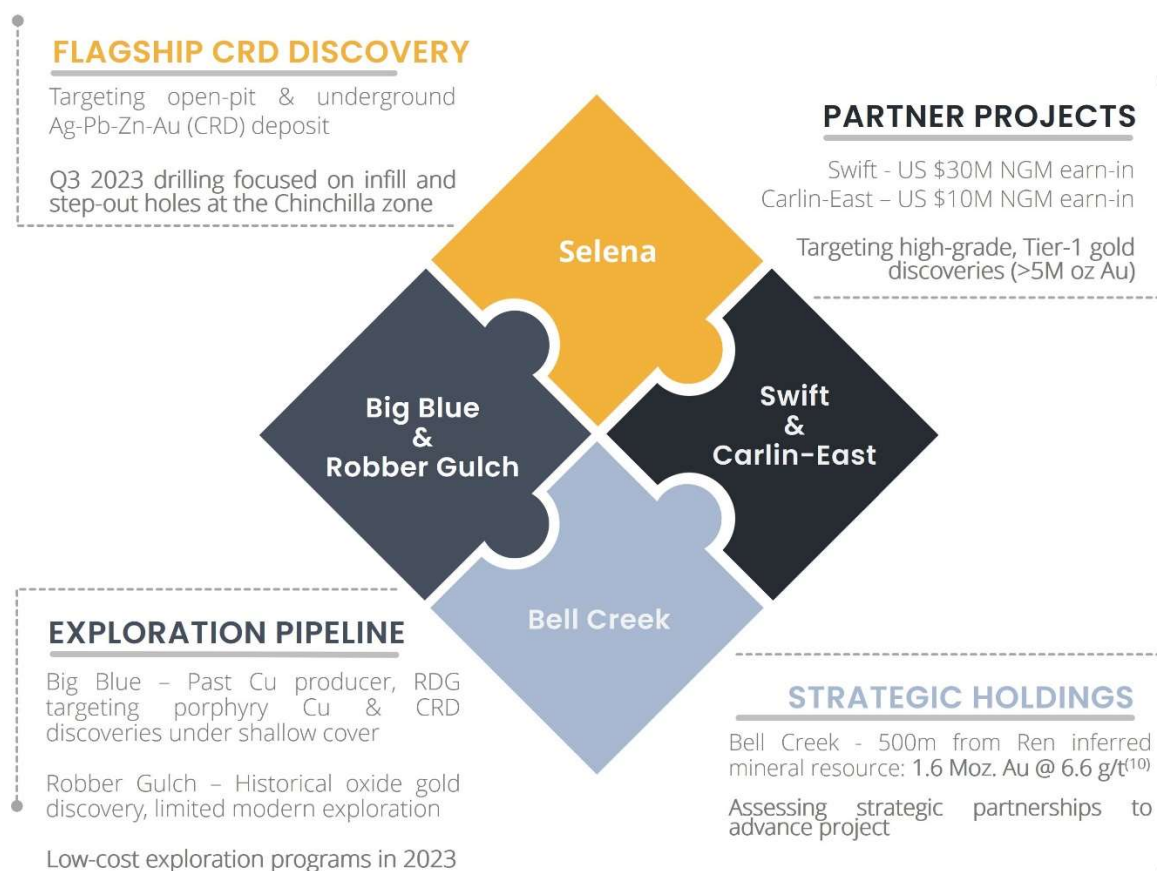 FLAGSHIP CRD DISCOVERY
Targeting open-pit & underground
Ag-Pb-Zn-Au (CRD) deposit
Q3 2023 drilling focused on infill and
step-out holes at the Chinchilla zone
PARTNER PROJECTS
Swift - US $30M NGM earn-in
Carlin-East – US $10M NGM earn-in
Targeting high-grade, Tier-1 gold
discoveries (>5M oz Au)
Selena
Big Blue
&
Robber Gulch
Swift
&
Carlin-East
Bell Creek
EXPLORATION PIPELINE
Big Blue – Past Cu producer, RDG
targeting porphyry Cu & CRD
discoveries under shallow cover
Robber Gulch – Historical oxide gold
discovery, limited modern exploration
Low-cost exploration programs in 2023
STRATEGIC HOLDINGS
Bell Creek - 500m from Ren inferred
mineral resource: 1.6 Moz. Au @ 6.6 g/t(10)
Assessing strategic partnerships to
advance project